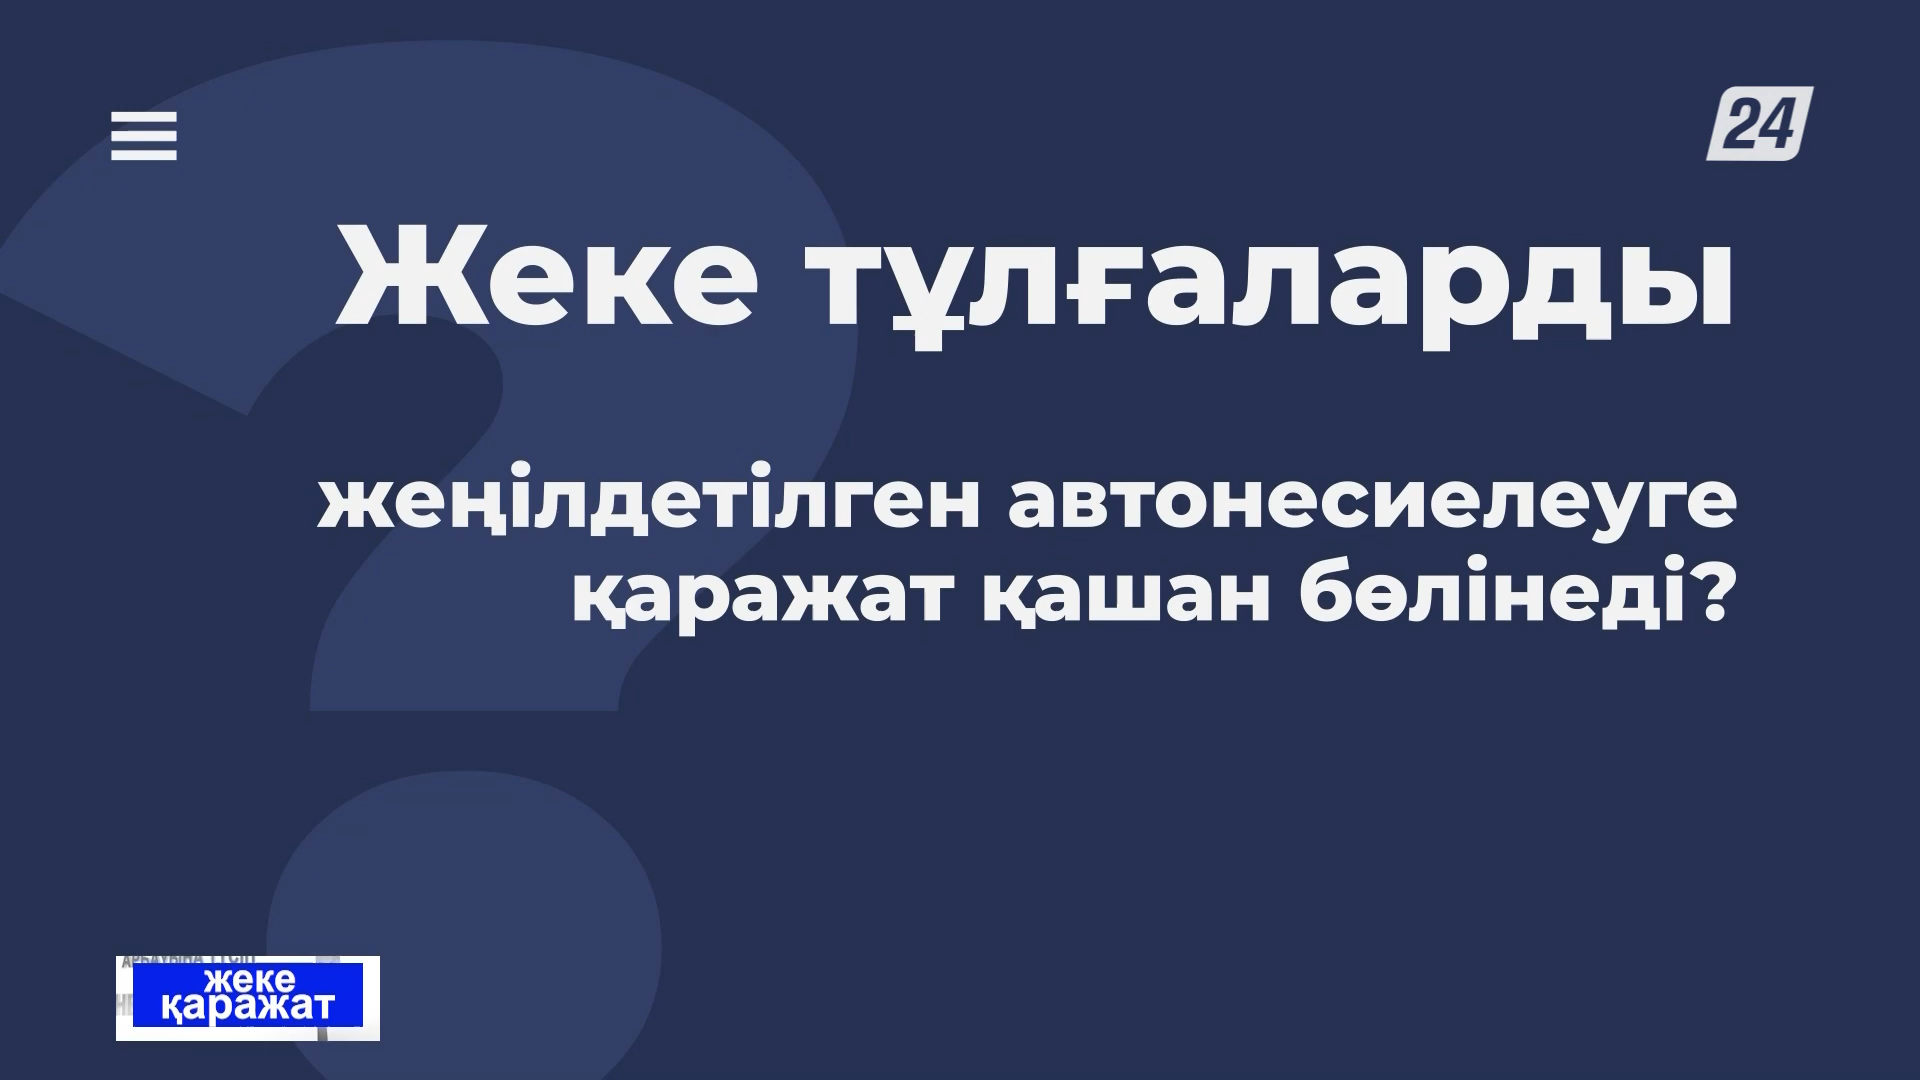 24
Жеке тұлғаларды
жеңілдетілген автонесиелеуге
қаражат қашан бөлінеді?
жеке
қаражат